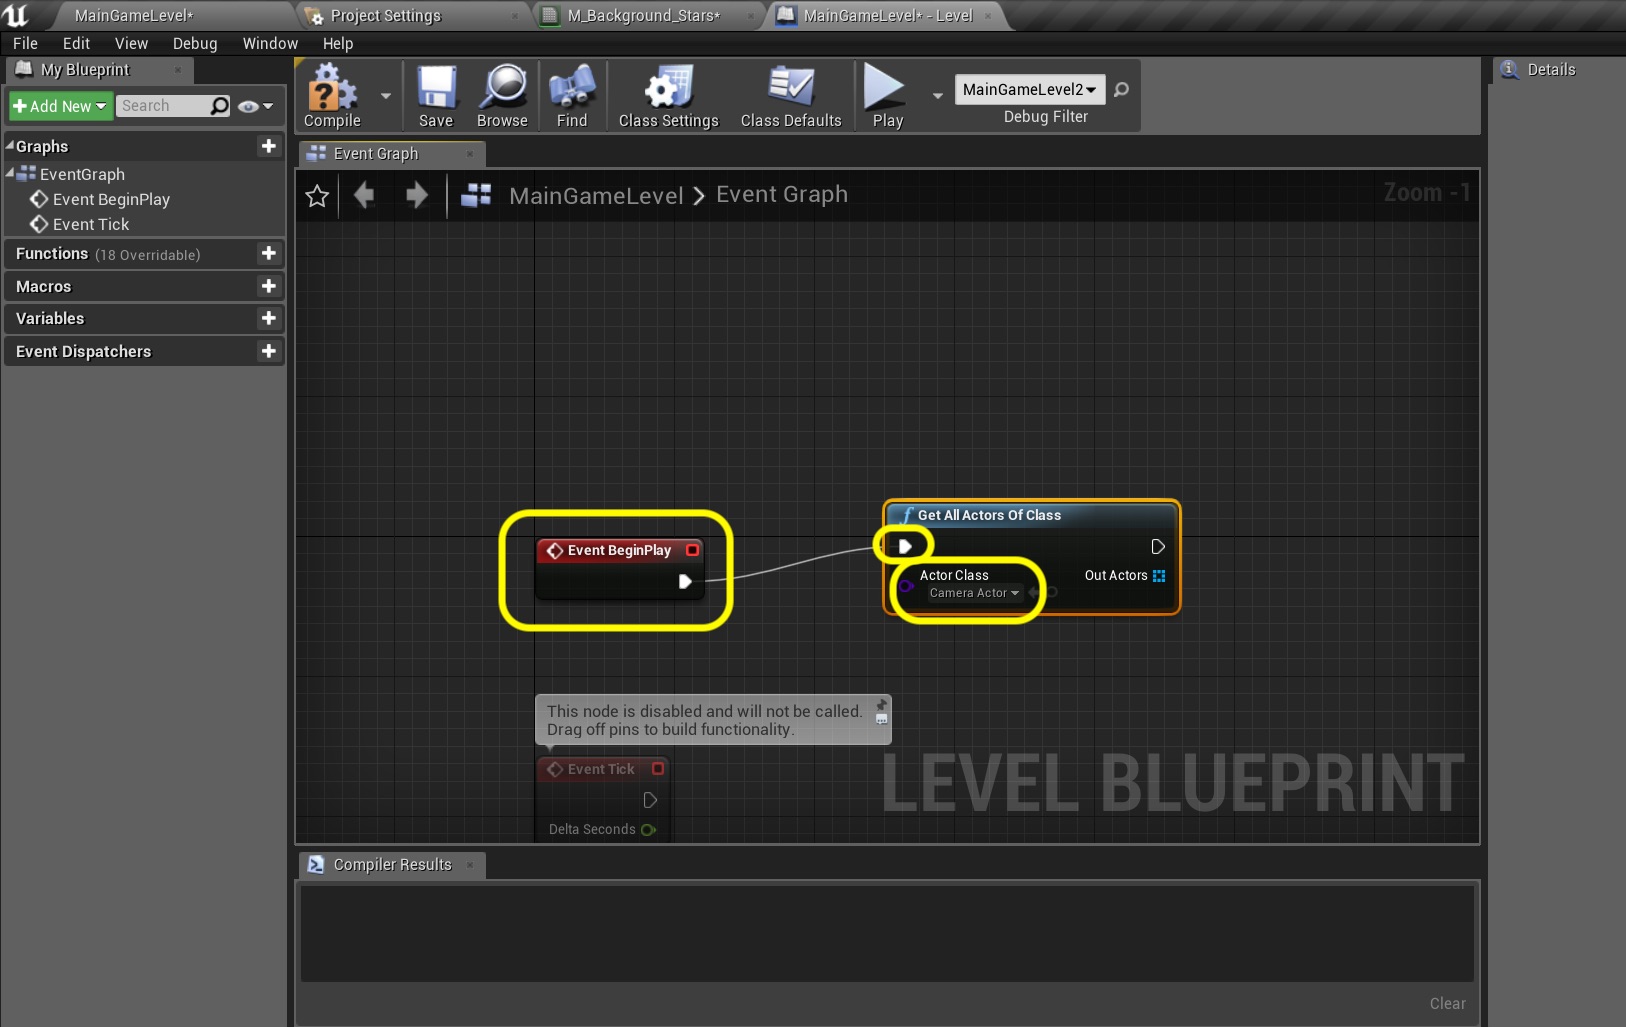 MainGameLevel*
Project Settings
M_Background_Stars*
MainGameLevel* - Level
File Edit View Debug Window Help
My Blueprint
Add New
Search
Graphs
EventGraph
Event BeginPlay
Event Tick
Functions (18 Overridable)
Macros
Variables
Event Dispatchers
Compile
Save
Browse
Find
Class Settings
Class Defaults
Play
MainGameLevel2
Debug Filter
Details
Event Graph
MainGameLevel > Event Graph
Zoom -1
Event BeginPlay
f Get All Actors Of Class
Actor Class
Camera Actor
Out Actors
This node is disabled and will not be called.
Drag off pins to build functionality.
Event Tick
Delta Seconds
LEVEL BLUEPRINT
Compiler Results
Clear